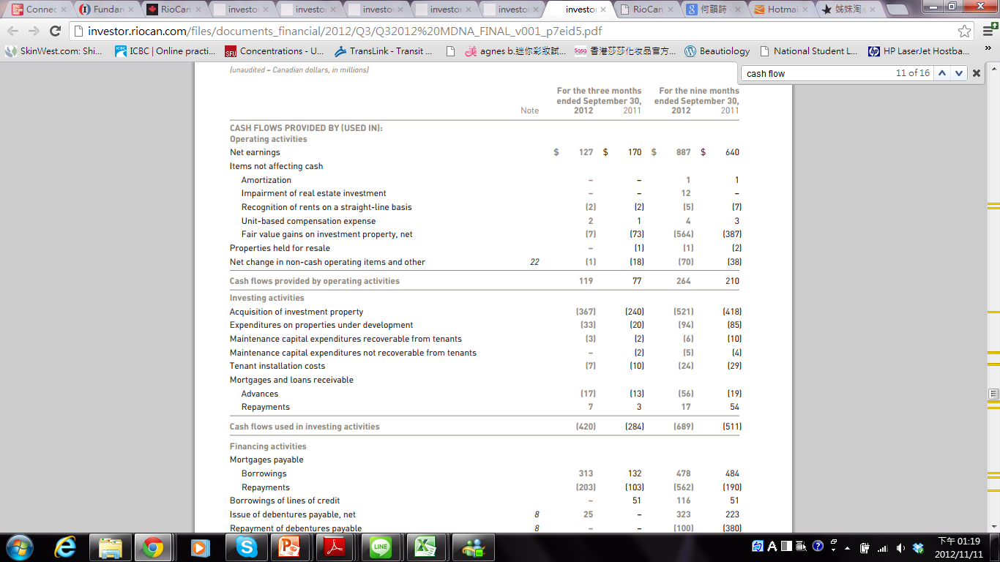 Connec
Fundan
RioCan
investo
investo
investo
investo
investo
investo
RioCan
何韻詩 -
Hotmai
姊妹淘
investor.riocan.com/files/documents_financial/2012/Q3/Q32012%20MDNA_FINAL_v001_p7eid5.pdf
SkinWest.com: Shi...
ICBC | Online practi...
SFU Concentrations - U...
TransLink - Transit ...
agnes b.迷你彩妝試...
Sasa 香港莎莎化妆品官方...
Beautiology
National Student L...
hp HP LaserJet Hostba...
»
cash flow 11 of 16
(unaudited – Canadian dollars, in millions)
For the three months For the nine months
ended September 30, ended September 30,
Note 2012 2011 2012 2011
CASH FLOWS PROVIDED BY (USED IN):
Operating activities
Net earnings $ 127 $ 170 $ 887 $ 640
Items not affecting cash
Amortization – – 1 1
Impairment of real estate investment – – 12 –
Recognition of rents on a straight-line basis (2) (2) (5) (7)
Unit-based compensation expense 2 1 4 3
Fair value gains on investment property, net (7) (73) (564) (387)
Properties held for resale – (1) (1) (2)
Net change in non-cash operating items and other 22 (1) (18) (70) (38)
Cash flows provided by operating activities 119 77 264 210
Investing activities
Acquisition of investment property (367) (240) (521) (418)
Expenditures on properties under development (33) (20) (94) (85)
Maintenance capital expenditures recoverable from tenants (3) (2) (6) (10)
Maintenance capital expenditures not recoverable from tenants – (2) (5) (4)
Tenant installation costs (7) (10) (24) (29)
Mortgages and loans receivable
Advances (17) (13) (56) (19)
Repayments 7 3 17 54
Cash flows used in investing activities (420) (284) (689) (511)
Financing activities
Mortgages payable
Borrowings 313 132 478 484
Repayments (203) (103) (562) (190)
Borrowings of lines of credit – 51 116 51
Issue of debentures payable, net 8 25 – 323 223
Repayment of debentures payable 8 – – (100) (380)
LINE
A
下午 01:19
2012/11/11